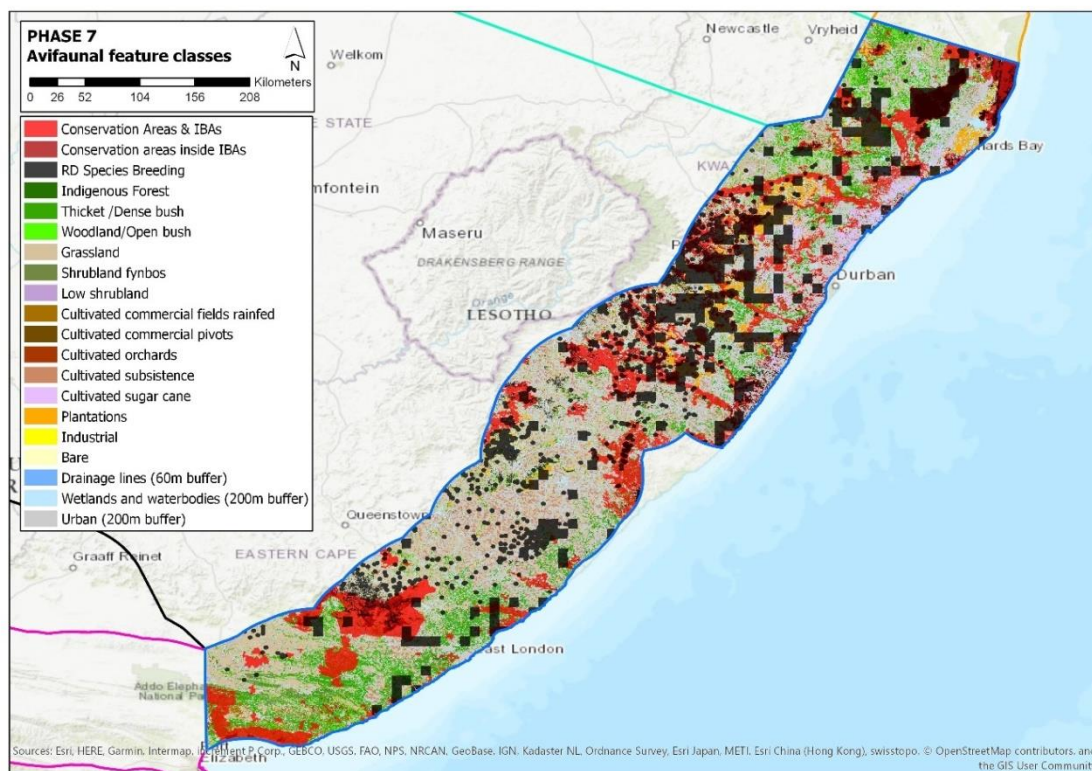 PHASE 7
Avifaunal feature classes
N
Kilometers
0 26 52 104 156 208
Conservation Areas & IBAs
Conservation areas inside IBAs
RD Species Breeding
Indigenous Forest
Thicket /Dense bush
Woodland/Open bush
Grassland
Shrubland fynbos
Low shrubland
Cultivated commercial fields rainfed
Cultivated commercial pivots
Cultivated orchards
Cultivated subsistence
Cultivated sugar cane
Plantations
Industrial
Bare
Drainage lines (60m buffer)
Wetlands and waterbodies (200m buffer)
Urban (200m buffer)
Newcastle
Vryheid
Welkom
E STATE
KWAZ
hards Bay
mfontein
Maseru
DRAKENSBERG RANGE
Durban
Orange
LESOTHO
Queenstown
Graaff Reinet
EASTERN CAPE
ast London
Addo Eleph
National Pa
Elizabeth
Sources: Esri, HERE, Garmin, Intermap, increment P Corp., GEBCO, USGS, FAO, NPS, NRCAN, GeoBase, IGN, Kadaster NL, Ordnance Survey, Esri Japan, METI, Esri China (Hong Kong), swisstopo, © OpenStreetMap contributors, and
the GIS User Community